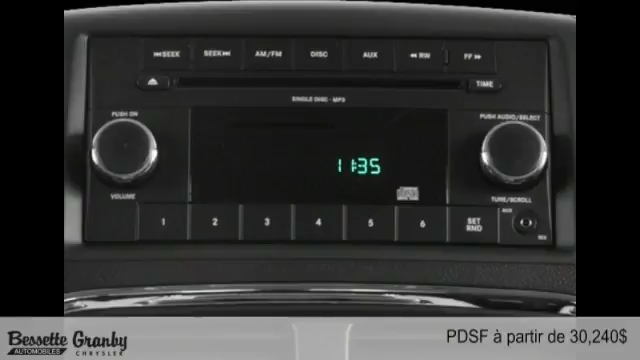 ⏮SEEK SEEK⏭ AM/FM DISC AUX ◀◀ RW FF ▶▶
TIME
SINGLE DISC - MP3
PUSH ON
PUSH AUDIO/SELECT
11:35
VOLUME
TUNE/SCROLL
1 2 3 4 5 6 SET RND
AUX
Bessette Granby
AUTOMOBILES CHRYSLER
PDSF à partir de 30,240$